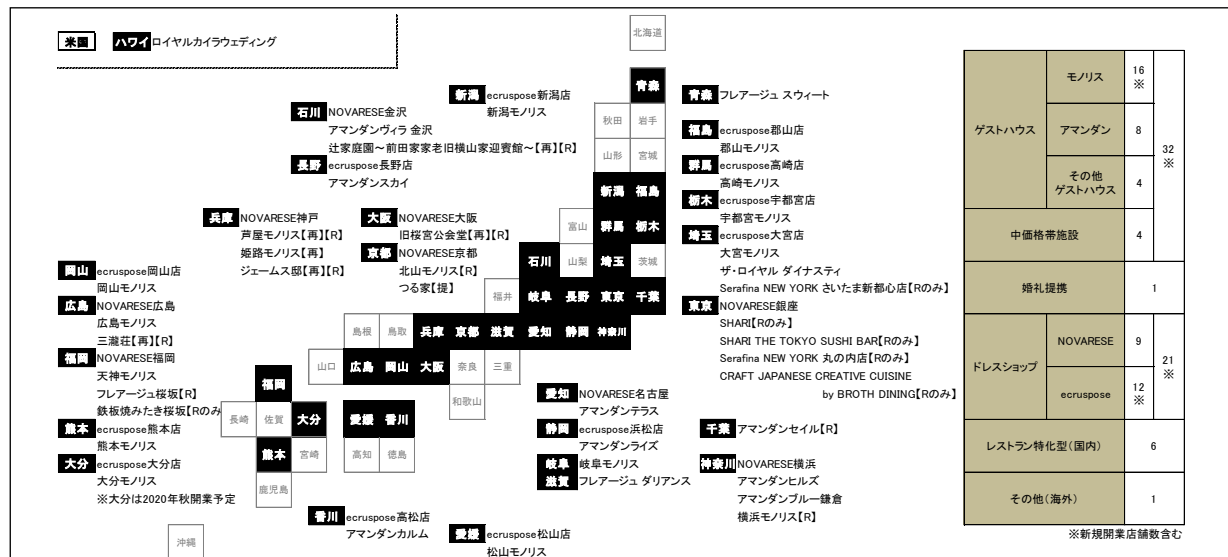 米国 ハワイ ロイヤルカイラウェディング
北海道
新潟 ecruspose新潟店
新潟モノリス
石川 NOVARESE金沢
アマンダンヴィラ 金沢
辻家庭園～前田家家老旧横山家迎賓館～【再】【R】
長野 ecruspose長野店
アマンダンスカイ
兵庫 NOVARESE神戸
芦屋モノリス【再】【R】
姫路モノリス【再】
ジェームス邸【再】【R】
大阪 NOVARESE大阪
旧桜宮公会堂【再】【R】
京都 NOVARESE京都
北山モノリス【R】
つる家【提】
岡山 ecruspose岡山店
岡山モノリス
広島 NOVARESE広島
広島モノリス
三瀧荘【再】【R】
福岡 NOVARESE福岡
天神モノリス
フレアージュ桜坂【R】
鉄板焼みたき桜坂【Rのみ
熊本 ecruspose熊本店
熊本モノリス
大分 ecruspose大分店
大分モノリス
※大分は2020年秋開業予定
青森
秋田 岩手
山形 宮城
新潟 福島
富山 群馬 栃木
石川 山梨 埼玉 茨城
福井 岐阜 長野 東京 千葉
島根 鳥取 兵庫 京都 滋賀 愛知 静岡 神奈川
山口 広島 岡山 大阪 奈良 三重
和歌山
福岡
長崎 佐賀 大分 愛媛 香川
熊本 宮崎 高知 徳島
鹿児島
沖縄
青森 フレアージュ スウィート
福島 ecruspose郡山店
郡山モノリス
群馬 ecruspose高崎店
高崎モノリス
栃木 ecruspose宇都宮店
宇都宮モノリス
埼玉 ecruspose大宮店
大宮モノリス
ザ・ロイヤル ダイナスティ
Serafina NEW YORK さいたま新都心店【Rのみ】
東京 NOVARESE銀座
SHARI【Rのみ】
SHARI THE TOKYO SUSHI BAR【Rのみ】
Serafina NEW YORK 丸の内店【Rのみ】
CRAFT JAPANESE CREATIVE CUISINE
by BROTH DINING【Rのみ】
愛知 NOVARESE名古屋
アマンダンテラス
静岡 ecruspose浜松店
アマンダンライズ
岐阜 岐阜モノリス
滋賀 フレアージュ ダリアンス
千葉 アマンダンセイル【R】
神奈川 NOVARESE横浜
アマンダンヒルズ
アマンダンブルー鎌倉
横浜モノリス【R】
香川 ecruspose高松店
アマンダンカルム
愛媛 ecruspose松山店
松山モノリス
ゲストハウス
モノリス 16 ※
アマンダン 8
その他 ゲストハウス 4
32 ※
中価格帯施設 4
婚礼提携 1
ドレスショップ
NOVARESE 9
ecruspose 12 ※
21 ※
レストラン特化型（国内） 6
その他（海外） 1
※新規開業店舗数含む